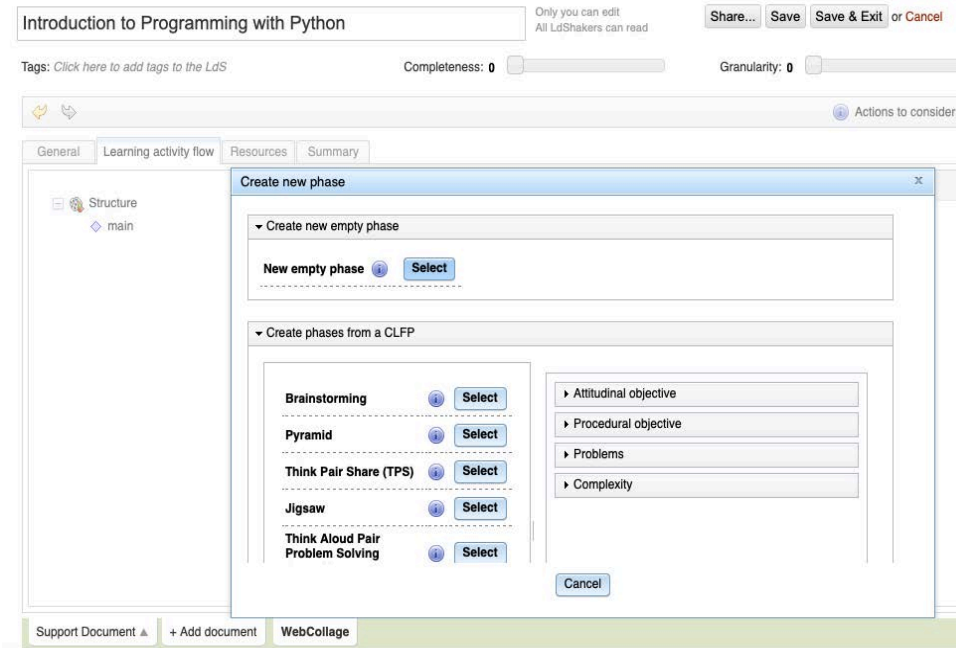 Introduction to Programming with Python
Only you can edit
All LdShakers can read
Share... Save Save & Exit or Cancel
Tags: Click here to add tags to the LdS
Completeness: 0
Granularity: 0
Actions to consider
General Learning activity flow Resources Summary
Structure
main
Create new phase x
Create new empty phase
New empty phase i Select
Create phases from a CLFP
Brainstorming i Select
Pyramid i Select
Think Pair Share (TPS) i Select
Jigsaw i Select
Think Aloud Pair
Problem Solving i Select
Attitudinal objective
Procedural objective
Problems
Complexity
Cancel
Support Document + Add document WebCollage